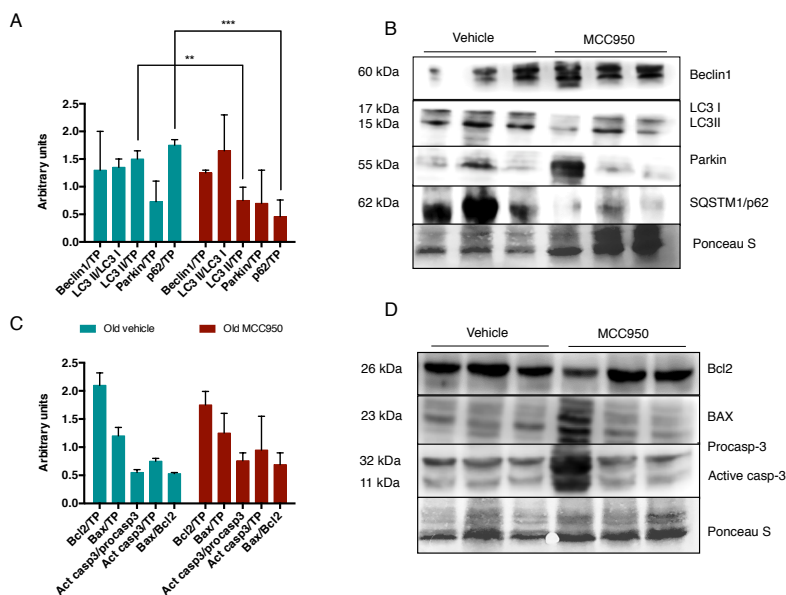 A
***
**
2.5
2.0
1.5
1.0
0.5
0.0
Arbitrary units
Beclin1/TP
LC3 II/LC3 I
LC3 II/TP
Parkin/TP
p62/TP
Beclin1/TP
LC3 II/LC3 I
LC3 II/TP
Parkin/TP
p62/TP
B
Vehicle
MCC950
60 kDa
Beclin1
17 kDa
LC3 I
15 kDa
LC3II
55 kDa
Parkin
62 kDa
SQSTM1/p62
Ponceau S
C
Old vehicle
Old MCC950
2.5
2.0
1.5
1.0
0.5
0.0
Arbitrary units
Bcl2/TP
Bax/TP
Act casp3/procasp3
Act casp3/TP
Bax/Bcl2
Bcl2/TP
Bax/TP
Act casp3/procasp3
Act casp3/TP
Bax/Bcl2
D
Vehicle
MCC950
26 kDa
Bcl2
23 kDa
BAX
Procasp-3
32 kDa
Active casp-3
11 kDa
Ponceau S